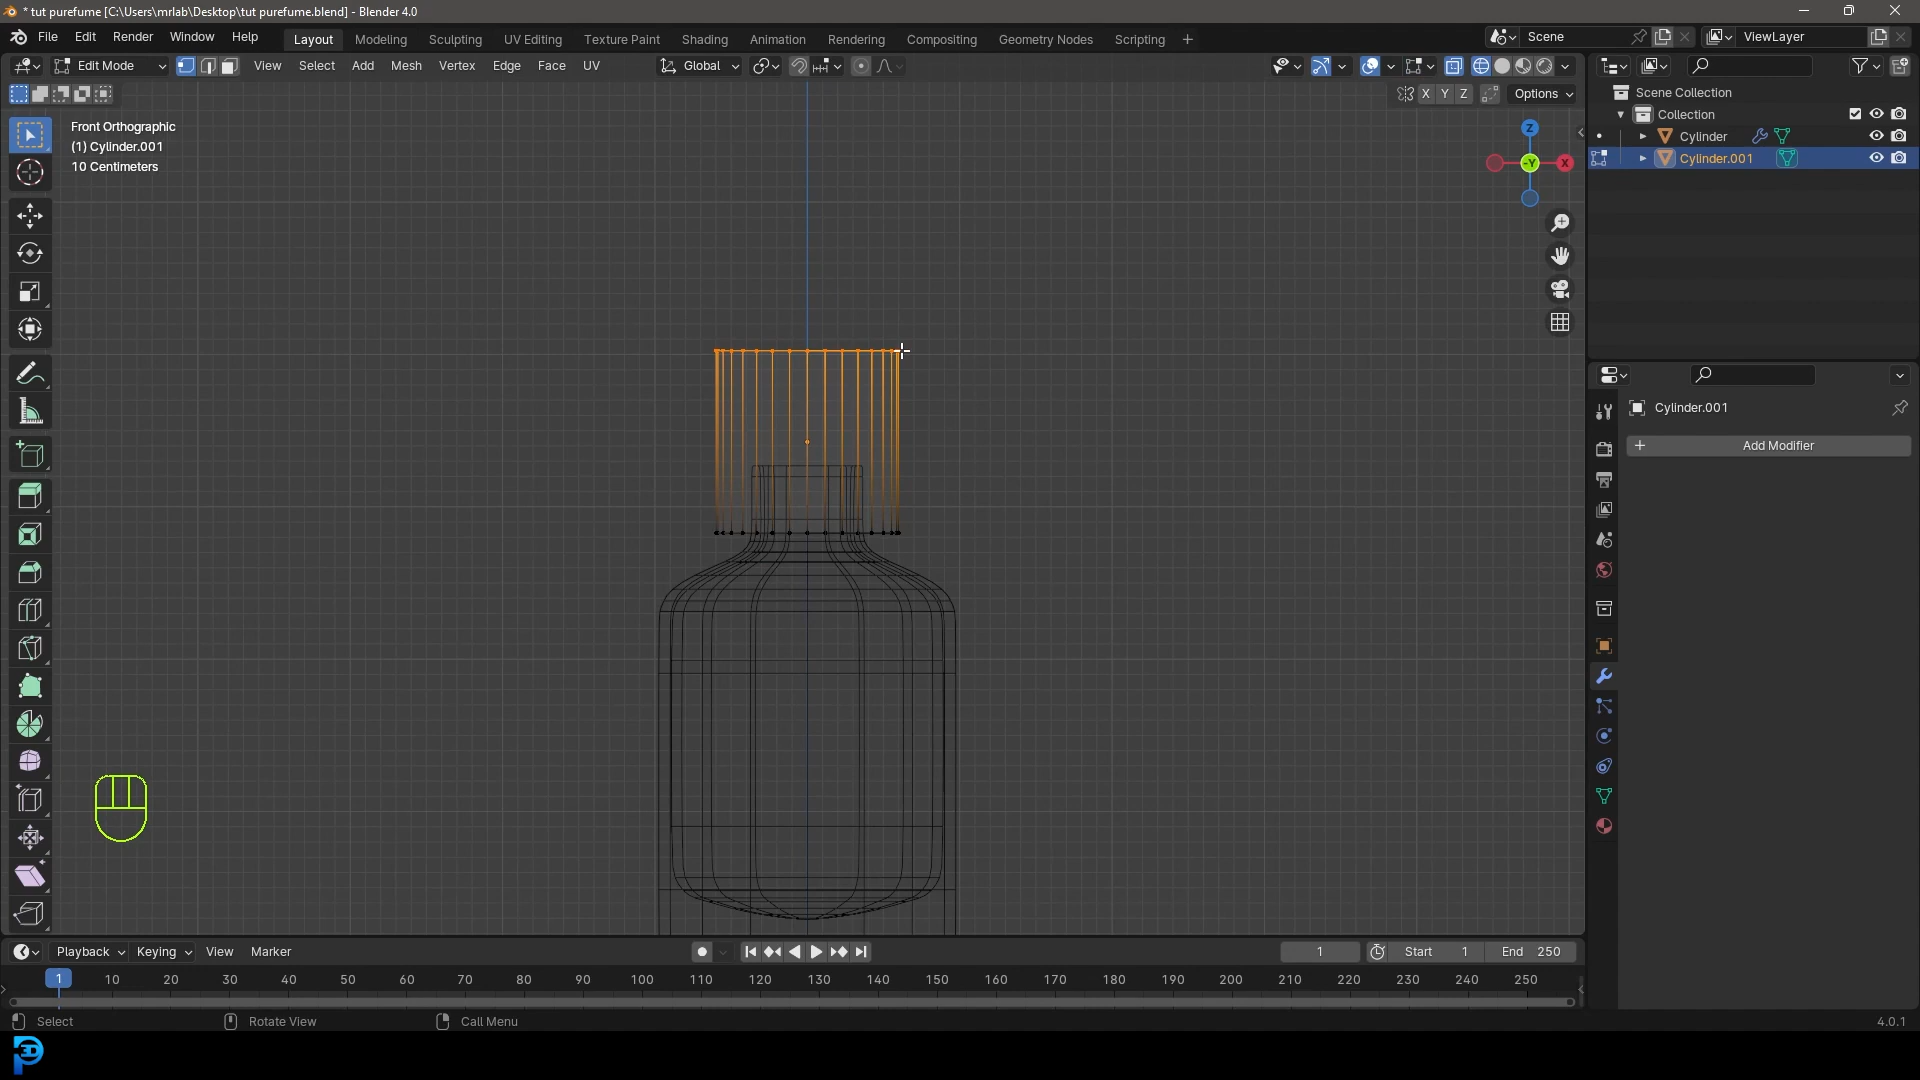 * tut purefume [C:\Users\mrlab\Desktop\tut purefume.blend] - Blender 4.0
File Edit Render Window Help Layout Modeling Sculpting UV Editing Texture Paint Shading Animation Rendering Compositing Geometry Nodes Scripting + Scene ViewLayer
Edit Mode View Select Add Mesh Vertex Edge Face UV Global
X Y Z Options
Scene Collection
Collection
Cylinder
Cylinder.001
Front Orthographic
(1) Cylinder.001
10 Centimeters
Z
-Y X
Cylinder.001
+ Add Modifier
Playback Keying View Marker 1 Start 1 End 250
1 10 20 30 40 50 60 70 80 90 100 110 120 130 140 150 160 170 180 190 200 210 220 230 240 250
Select Rotate View Call Menu 4.0.1
3D